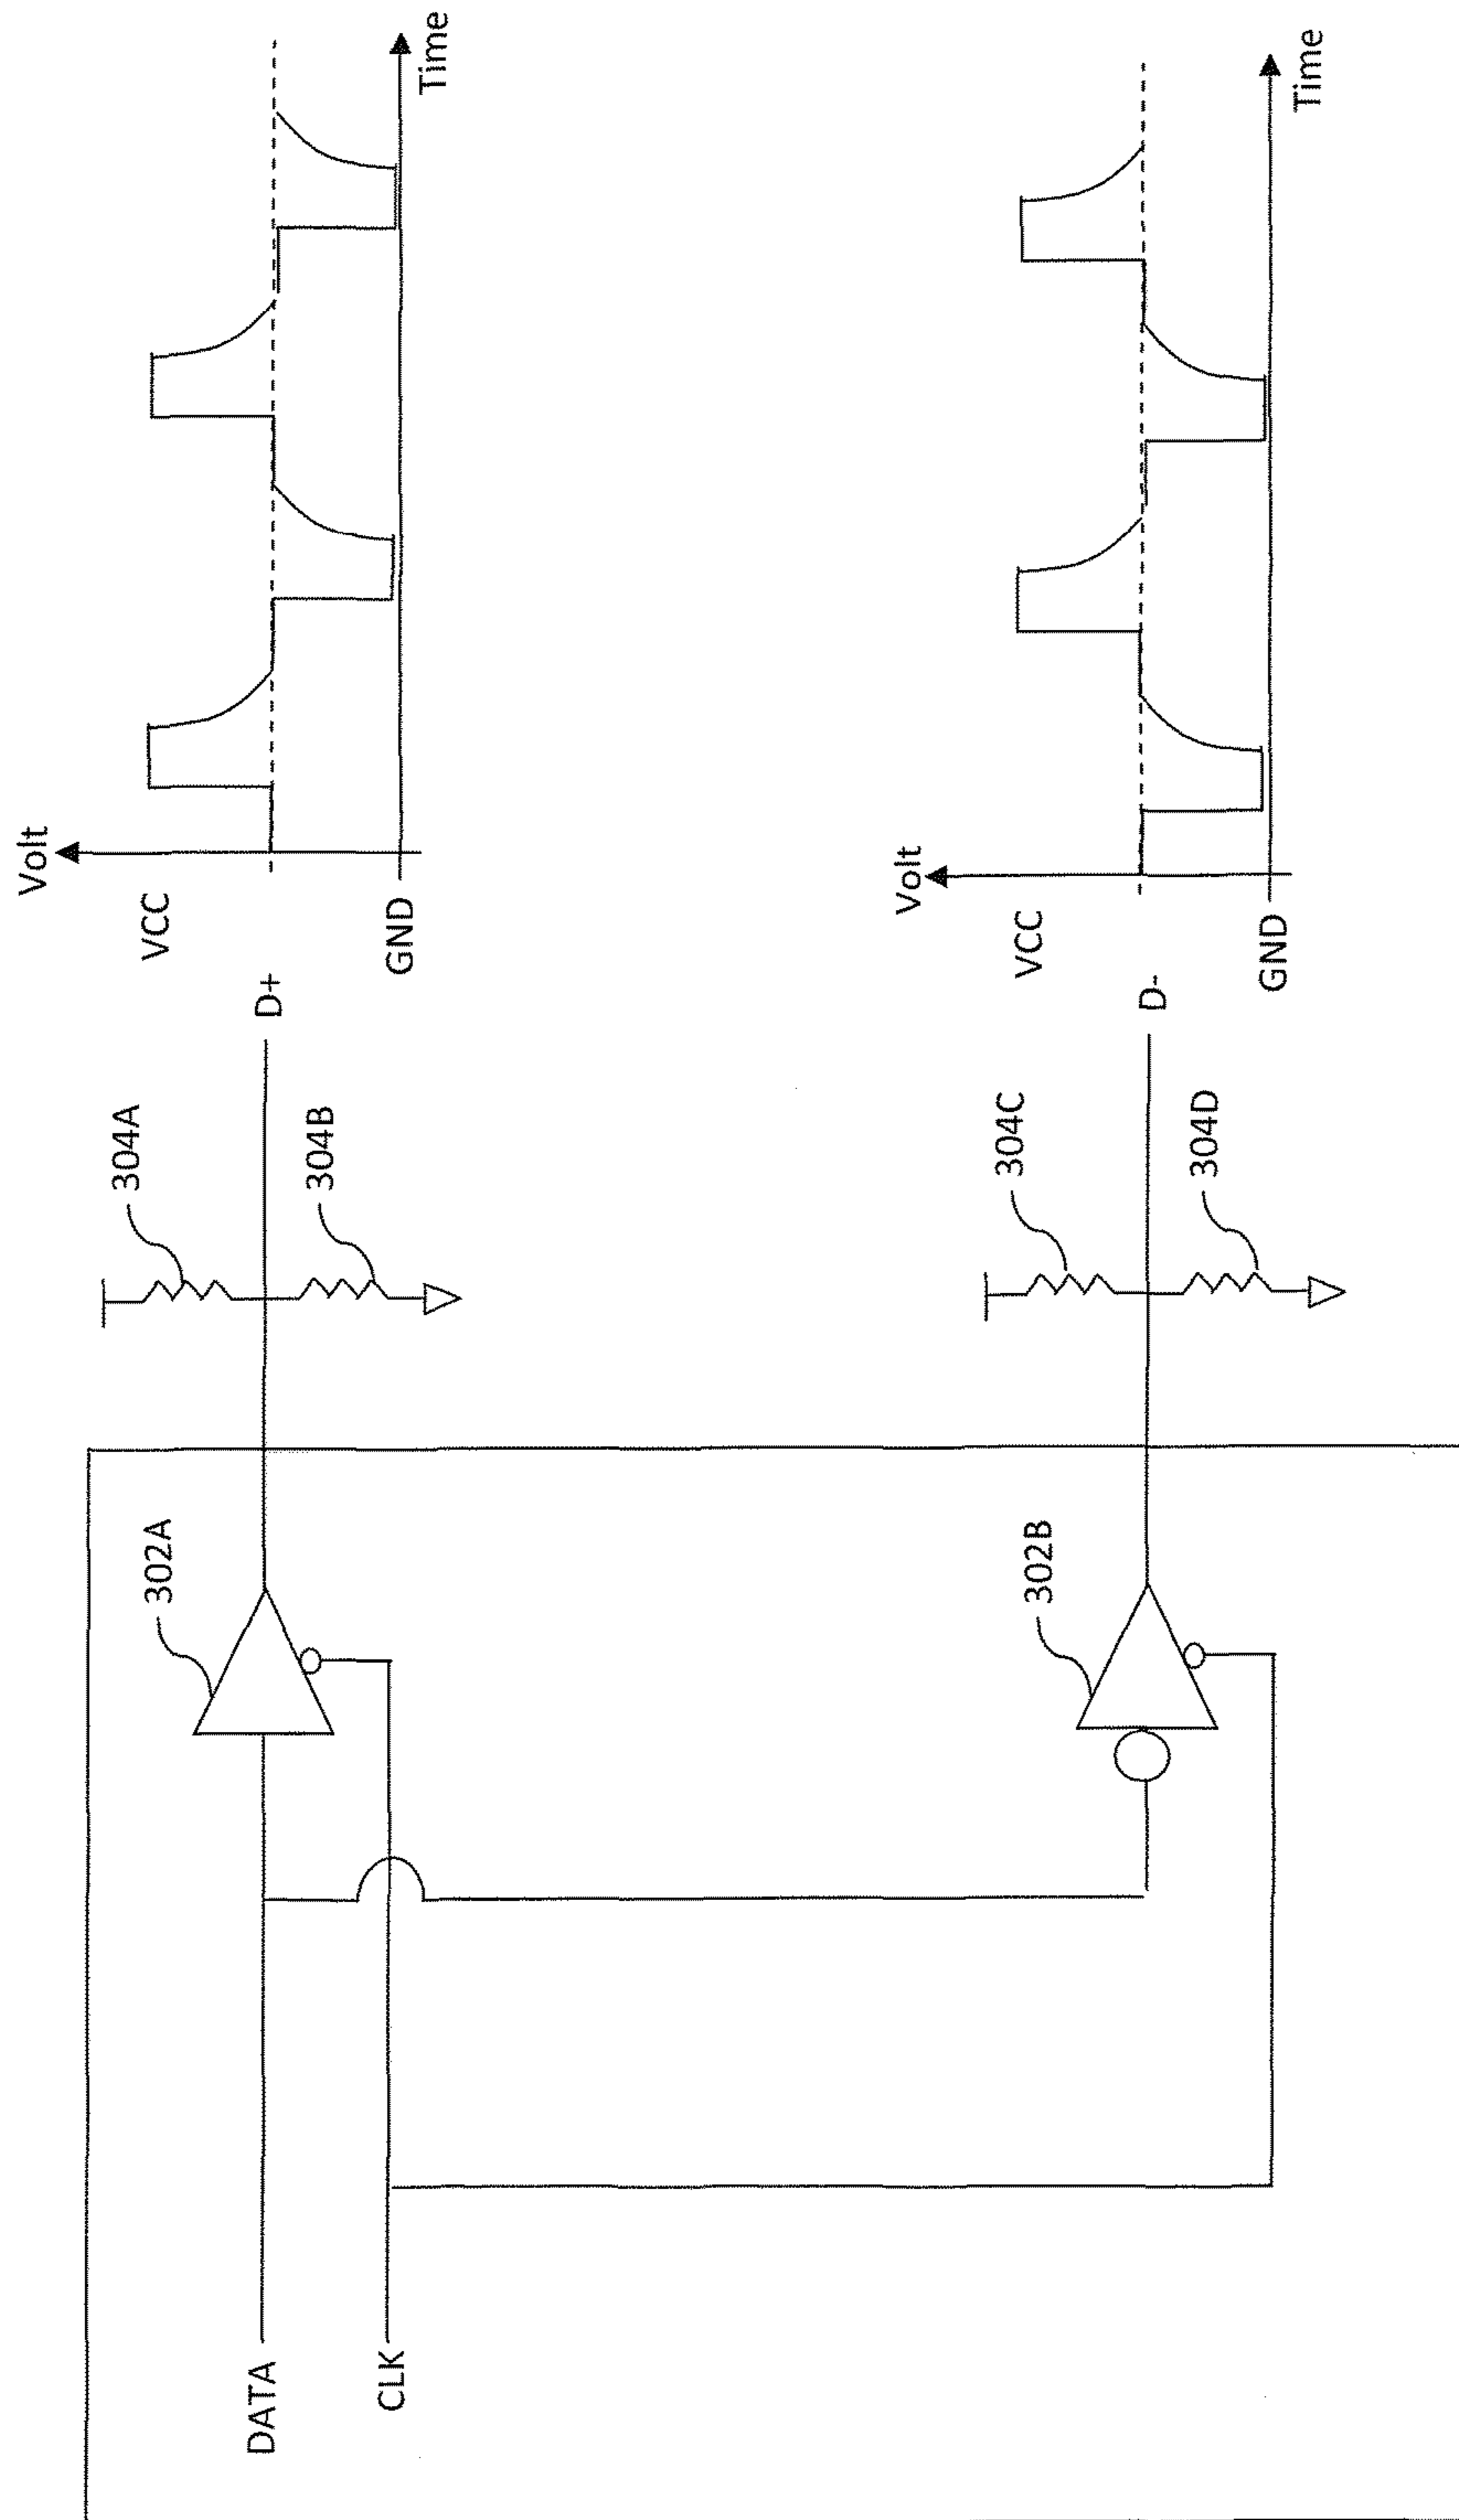 DATA
CLK
302A
304A
304B
D+
Volt
VCC
GND
Time
302B
304C
304D
D-
Volt
VCC
GND
Time